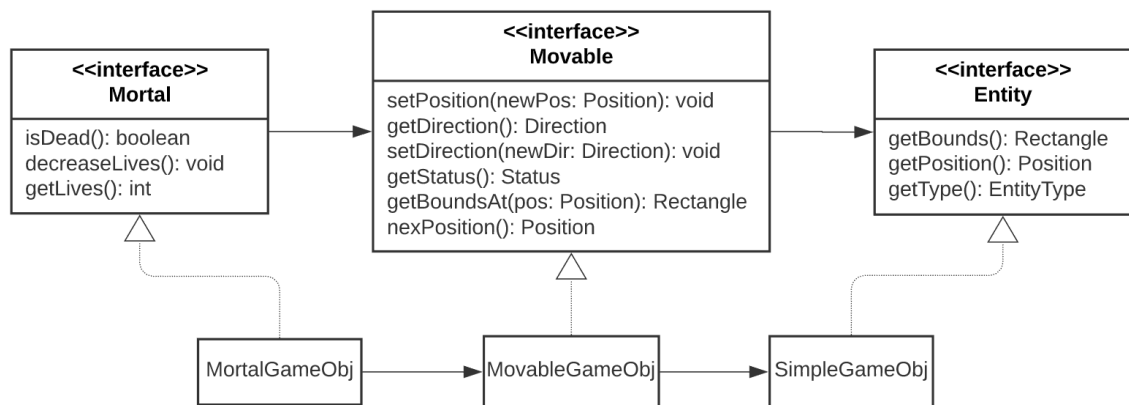 <<interface>>
Mortal
isDead(): boolean
decreaseLives(): void
getLives(): int
<<interface>>
Movable
setPosition(newPos: Position): void
getDirection(): Direction
setDirection(newDir: Direction): void
getStatus(): Status
getBoundsAt(pos: Position): Rectangle
nexPosition(): Position
<<interface>>
Entity
getBounds(): Rectangle
getPosition(): Position
getType(): EntityType
MortalGameObj
MovableGameObj
SimpleGameObj